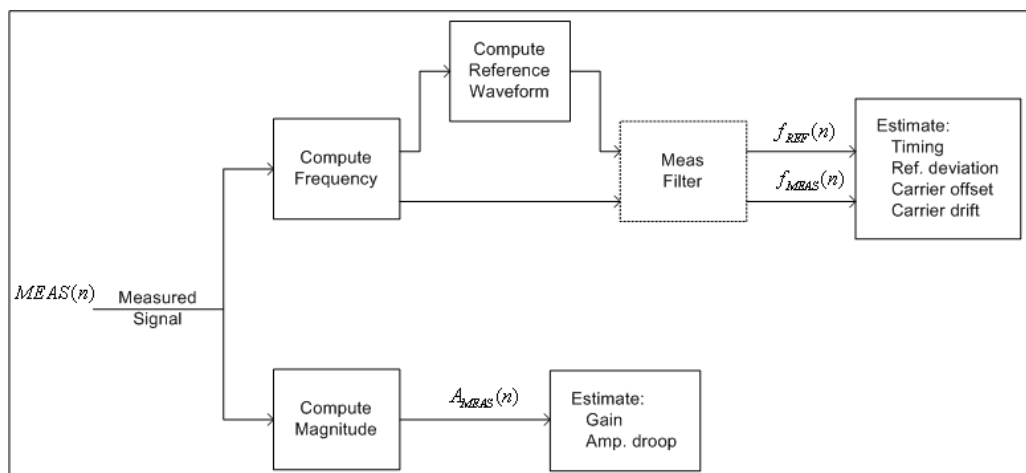 Compute
Reference
Waveform
Compute
Frequency
Meas
Filter
f_REF(n)
f_MEAS(n)
Estimate:
Timing
Ref. deviation
Carrier offset
Carrier drift
MEAS(n)
Measured
Signal
Compute
Magnitude
A_MEAS(n)
Estimate:
Gain
Amp. droop